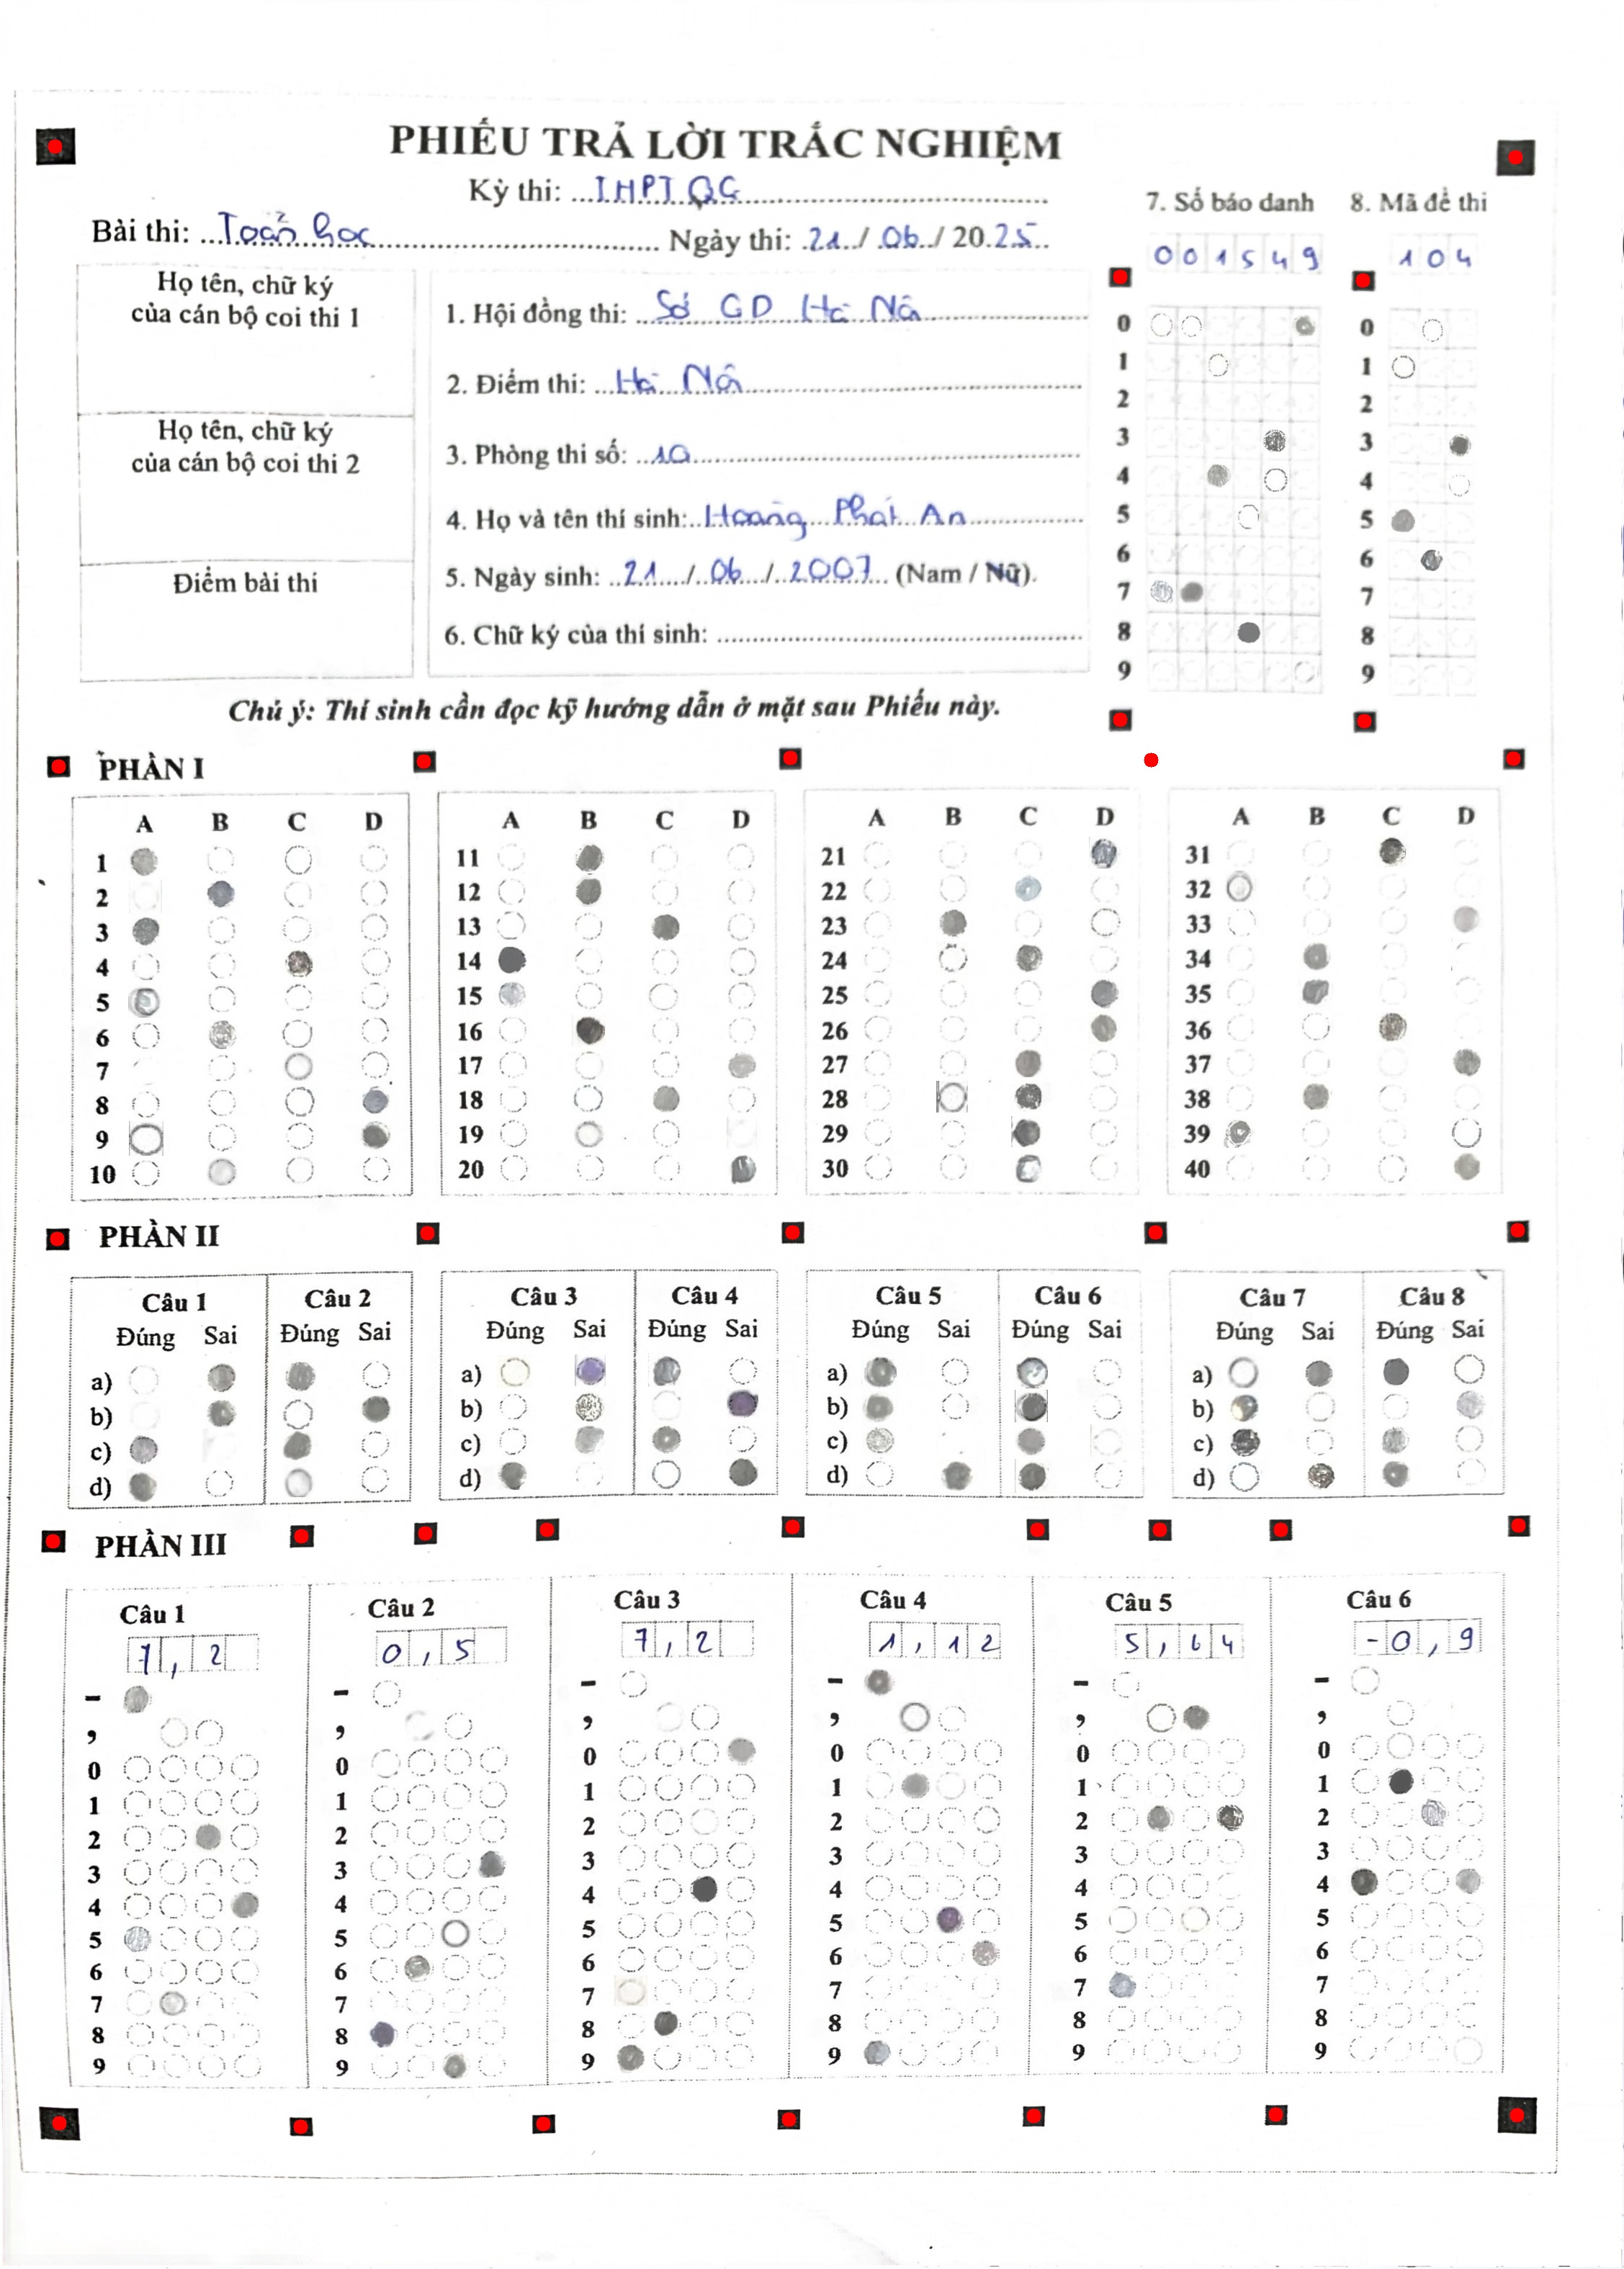 PHIẾU TRẢ LỜI TRẮC NGHIỆM
Kỳ thi: ...THPT QG...
Bài thi: ...Toán học... Ngày thi: .21../.06../ 20.25..
7. Số báo danh
0 0 1 5 4 9
8. Mã đề thi
1 0 4
Họ tên, chữ ký
của cán bộ coi thi 1
Họ tên, chữ ký
của cán bộ coi thi 2
Điểm bài thi
1. Hội đồng thi: ...Sở GD Hà Nội...
2. Điểm thi: ...Hà Nội...
3. Phòng thi số: ...10...
4. Họ và tên thí sinh:..Hoàng Phát An...
5. Ngày sinh: ..21..../..06.../..2007... (Nam / Nữ).
6. Chữ ký của thí sinh: ...
0 0
1 1
2 2
3 3
4 4
5 5
6 6
7 7
8 8
9 9
Chú ý: Thí sinh cần đọc kỹ hướng dẫn ở mặt sau Phiếu này.
PHẦN I
A B C D A B C D A B C D A B C D
1 11 21 31
2 12 22 32
3 13 23 33
4 14 24 34
5 15 25 35
6 16 26 36
7 17 27 37
8 18 28 38
9 19 29 39
10 20 30 40
PHẦN II
Câu 1 Câu 2 Câu 3 Câu 4 Câu 5 Câu 6 Câu 7 Câu 8
Đúng Sai Đúng Sai Đúng Sai Đúng Sai Đúng Sai Đúng Sai Đúng Sai Đúng Sai
a) a) a) a)
b) b) b) b)
c) c) c) c)
d) d) d) d)
PHẦN III
Câu 1 Câu 2 Câu 3 Câu 4 Câu 5 Câu 6
7 , 2 0 , 5 7 , 2 1 , 1 2 5 , 6 4 - 0 , 9
- - - - - -
, , , , , ,
0 0 0 0 0 0
1 1 1 1 1 1
2 2 2 2 2 2
3 3 3 3 3 3
4 4 4 4 4 4
5 5 5 5 5 5
6 6 6 6 6 6
7 7 7 7 7 7
8 8 8 8 8 8
9 9 9 9 9 9